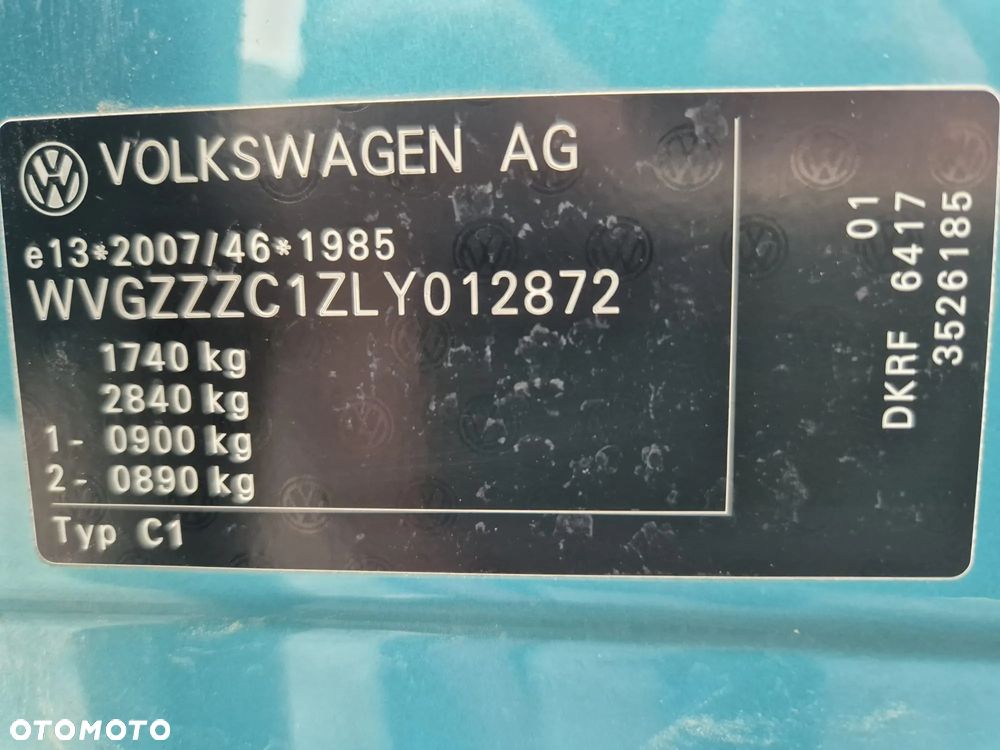 VOLKSWAGEN AG
e13*2007/46*1985
WVGZZZC1ZLY012872
1740 kg
2840 kg
1- 0900 kg
2- 0890 kg
Typ C1
01
DKRF 6417
3526185
OTOMOTO